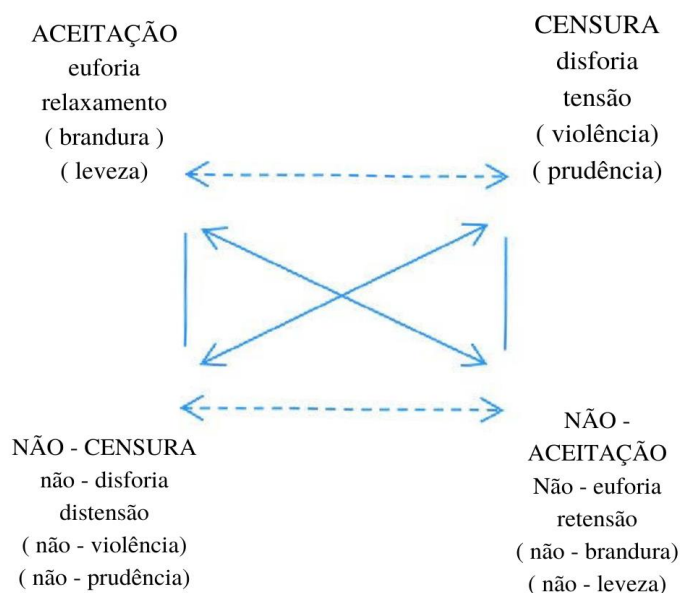 ACEITAÇÃO
euforia
relaxamento
( brandura )
( leveza)
CENSURA
disforia
tensão
( violência)
( prudência)
NÃO - CENSURA
não - disforia
distensão
( não - violência)
( não - prudência)
NÃO -
ACEITAÇÃO
Não - euforia
retensão
( não - brandura)
( não - leveza)